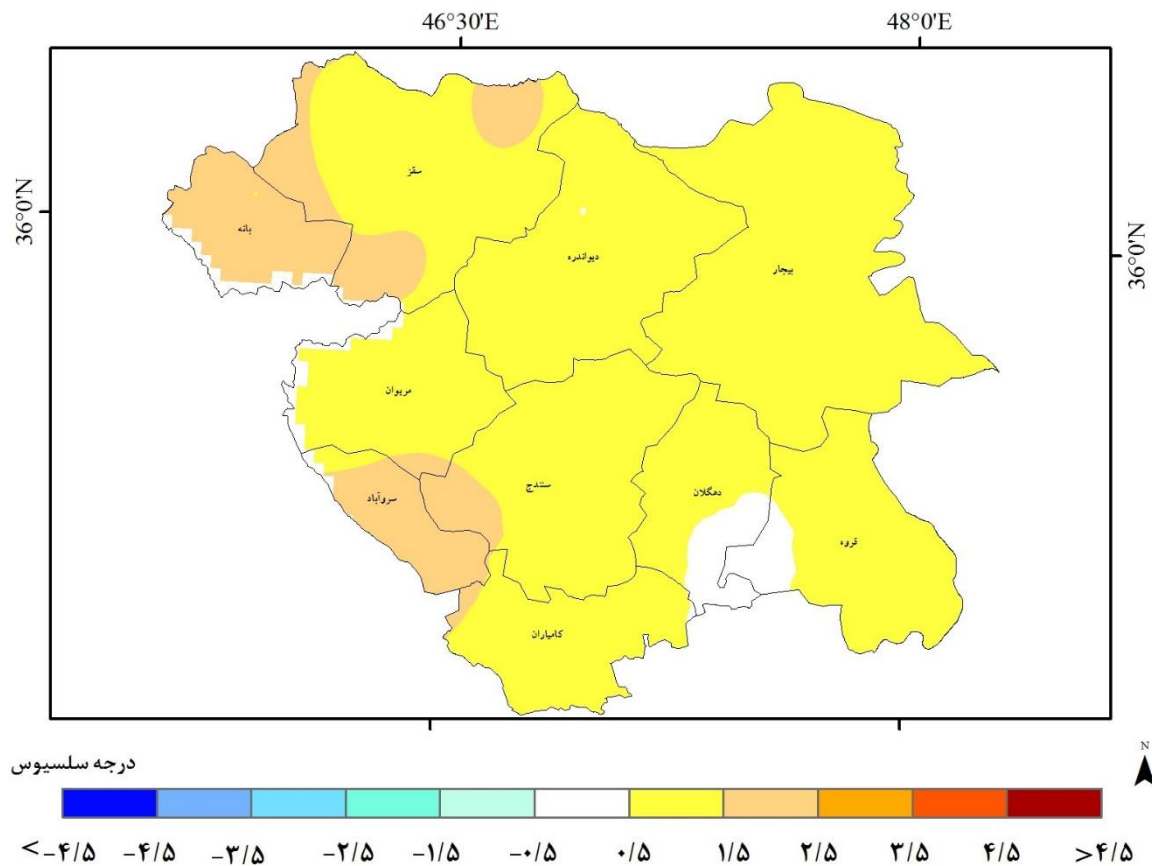 46°30'E
48°0'E
36°0'N
36°0'N
سقز
بانه
دیواندره
بیجار
مریوان
سروآباد
سنندج
دهگلان
قروه
کامیاران
درجه سلسیوس
N
<-۴/۵ -۴/۵ -۳/۵ -۲/۵ -۱/۵ -۰/۵ ۰/۵ ۱/۵ ۲/۵ ۳/۵ ۴/۵ >۴/۵